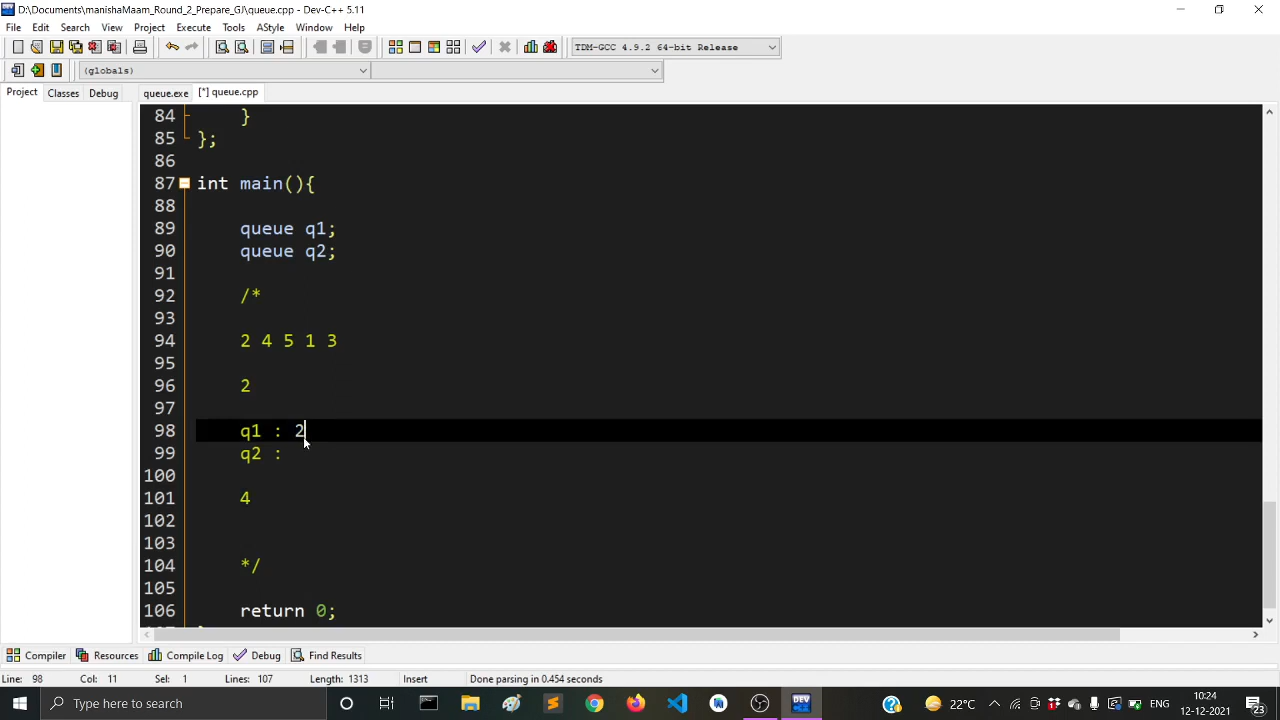 D:\Documents\manishaMaam_Round_2_Prepare_GJ\queue.cpp - Dev-C++ 5.11
File Edit Search View Project Execute Tools AStyle Window Help
TDM-GCC 4.9.2 64-bit Release
(globals)
Project Classes Debug queue.exe [*] queue.cpp
84 }
85 };
86
87 int main(){
88
89 queue q1;
90 queue q2;
91
92 /*
93
94 2 4 5 1 3
95
96 2
97
98 q1 : 2
99 q2 :
100
101 4
102
103
104 */
105
106 return 0;
Compiler Resources Compile Log Debug Find Results
Line: 98 Col: 11 Sel: 1 Lines: 107 Length: 1313 Insert Done parsing in 0.454 seconds
Type here to search 22°C ENG 10:24
12-12-2021 23